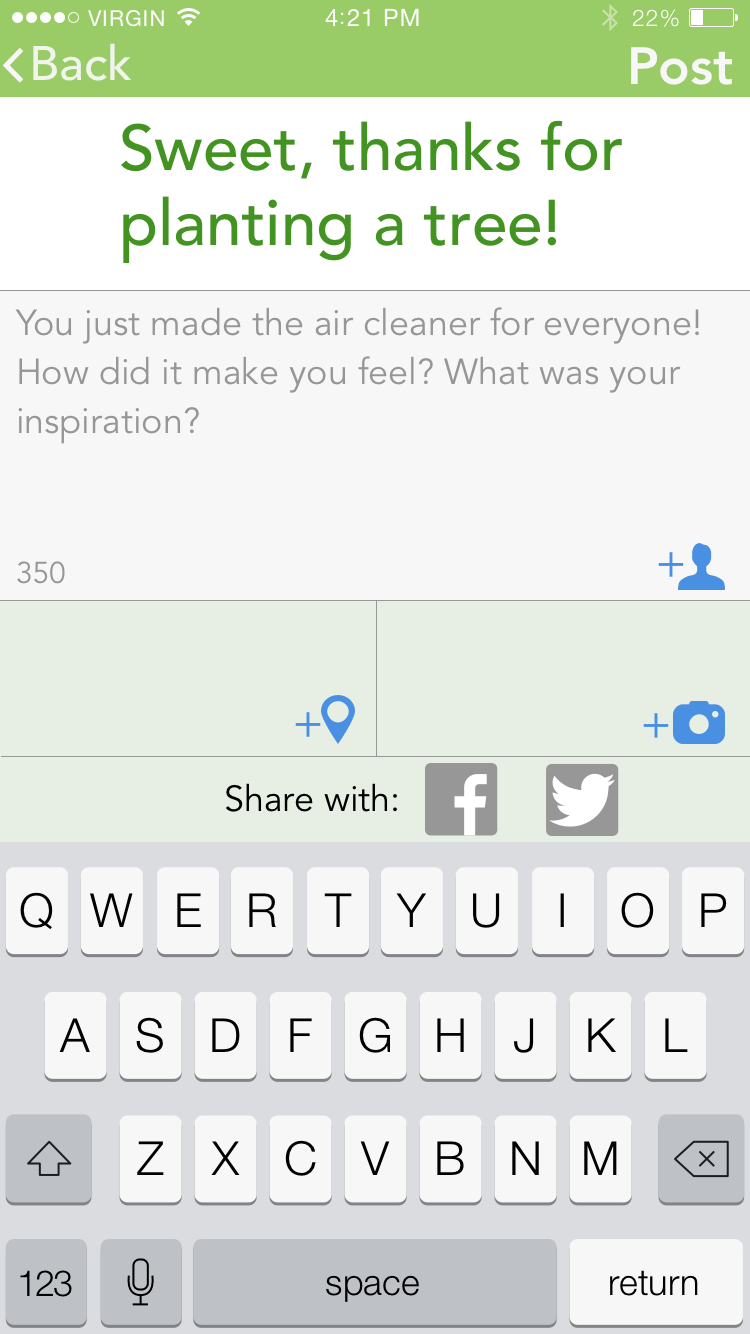 VIRGIN 4:21 PM 22%
Back Post
Sweet, thanks for
planting a tree!
You just made the air cleaner for everyone!
How did it make you feel? What was your
inspiration?
350
Share with:
Q W E R T Y U I O P
A S D F G H J K L
Z X C V B N M
123 space return